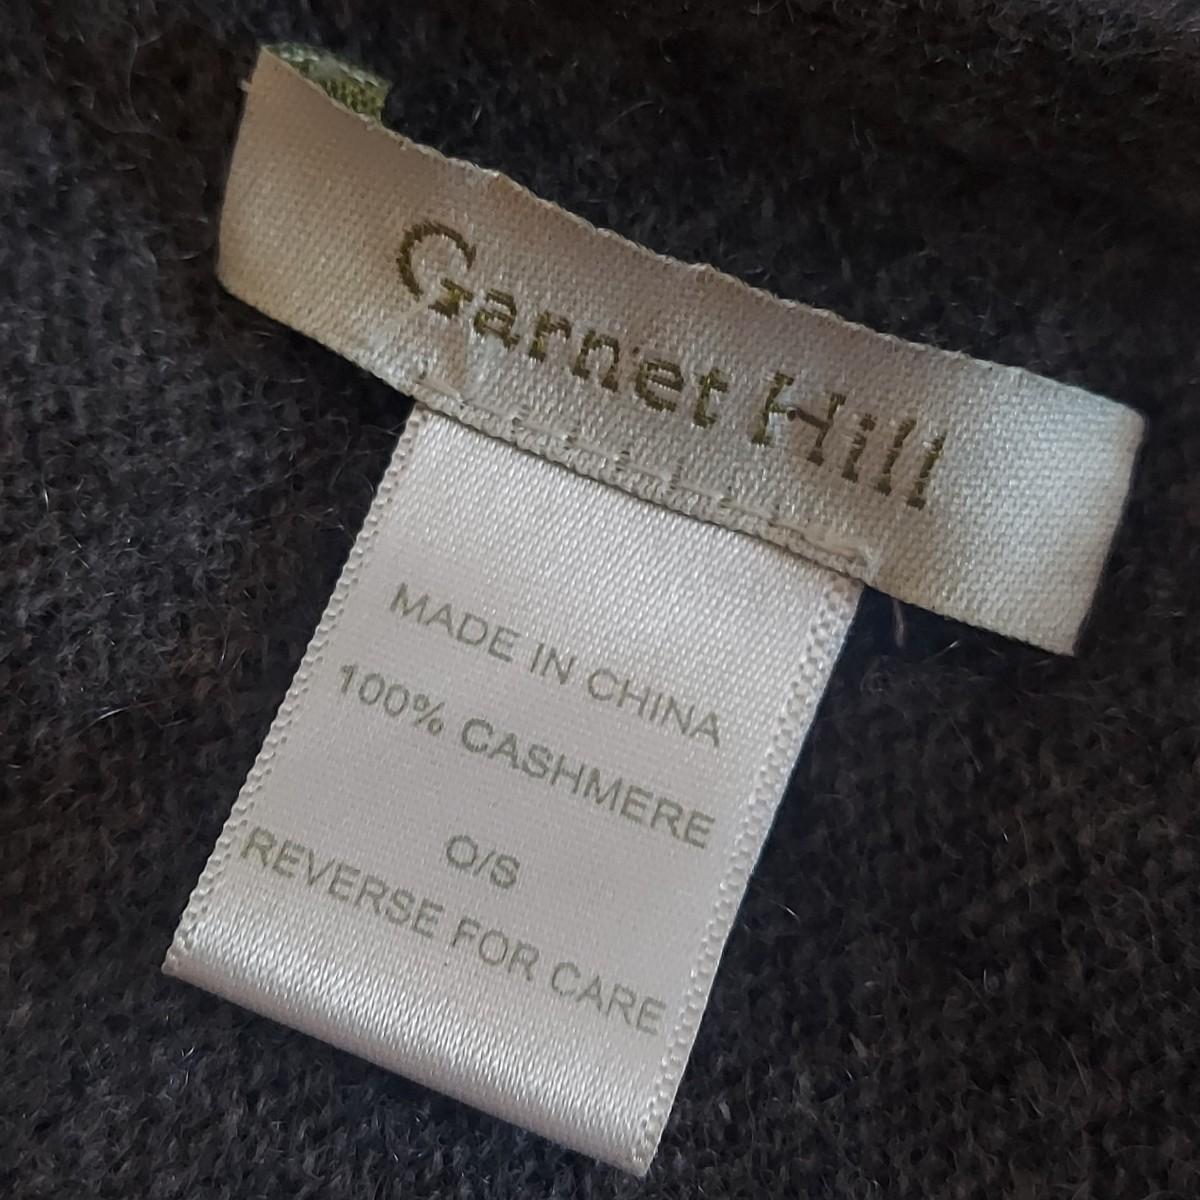 Garnet Hill
MADE IN CHINA
100% CASHMERE
O/S
REVERSE FOR CARE